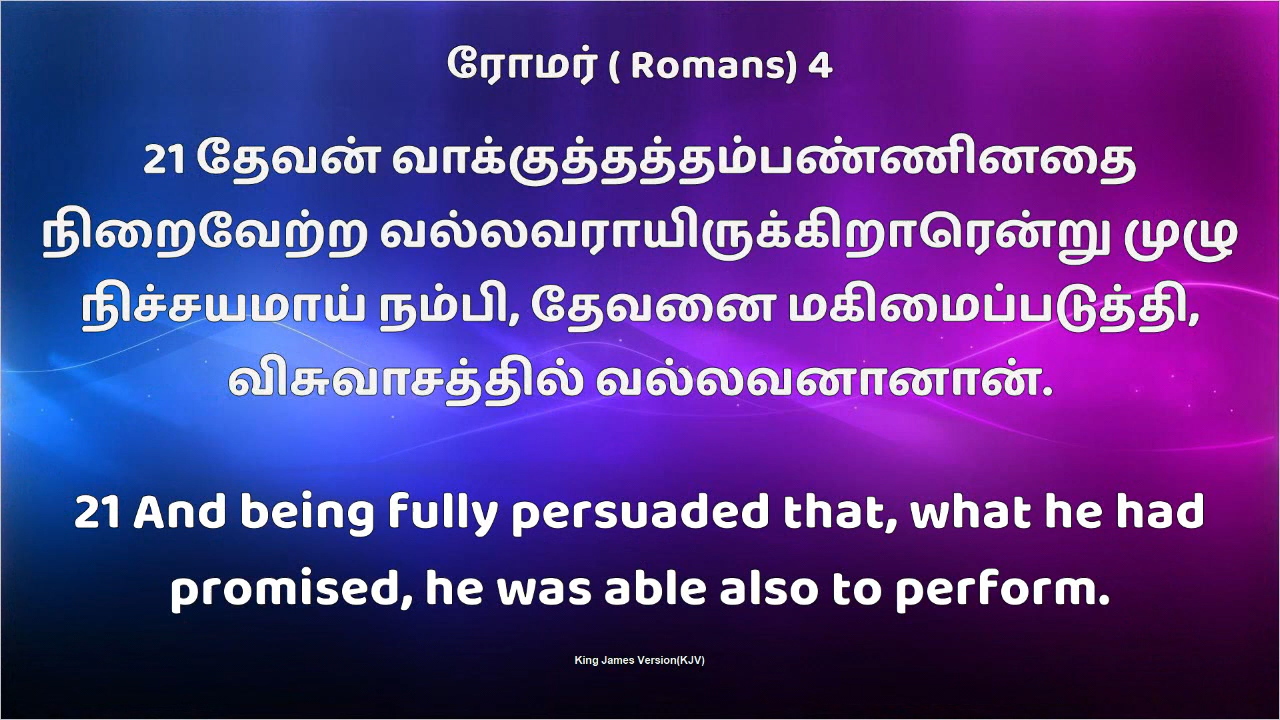 ரோமர் ( Romans) 4
21 தேவன் வாக்குத்தத்தம்பண்ணினதை
நிறைவேற்ற வல்லவராயிருக்கிறாரென்று முழு
நிச்சயமாய் நம்பி, தேவனை மகிமைப்படுத்தி,
விசுவாசத்தில் வல்லவனானான்.
21 And being fully persuaded that, what he had
promised, he was able also to perform.
King James Version(KJV)